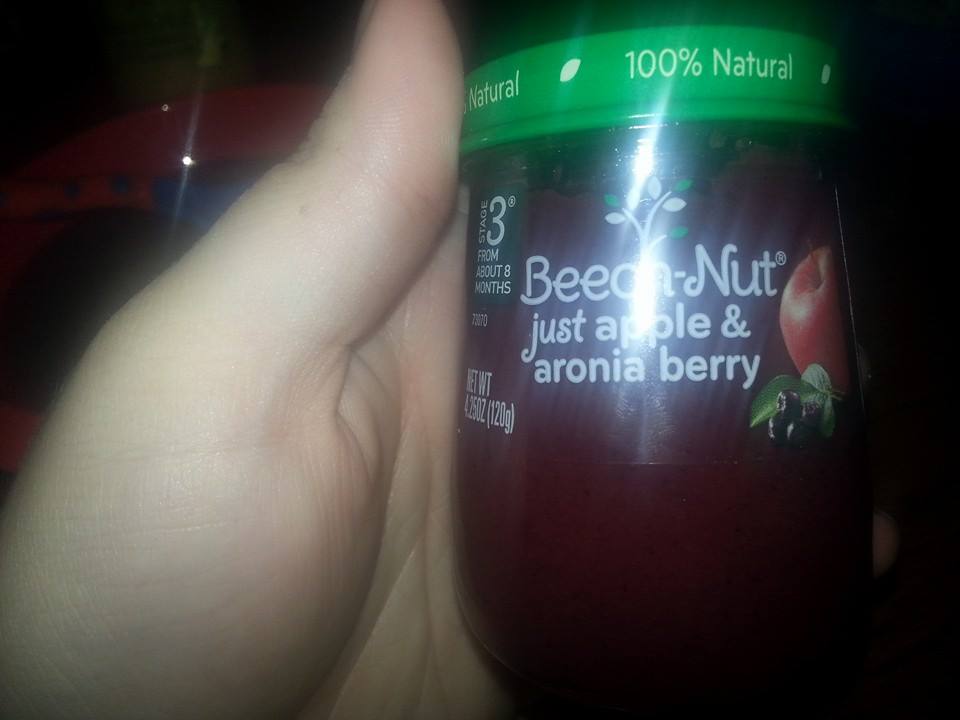 s Natural 100% Natural
STAGE 3®
FROM
ABOUT 8
MONTHS
73070
NET WT
4.25OZ (120g)
Beech-Nut®
just apple &
aronia berry